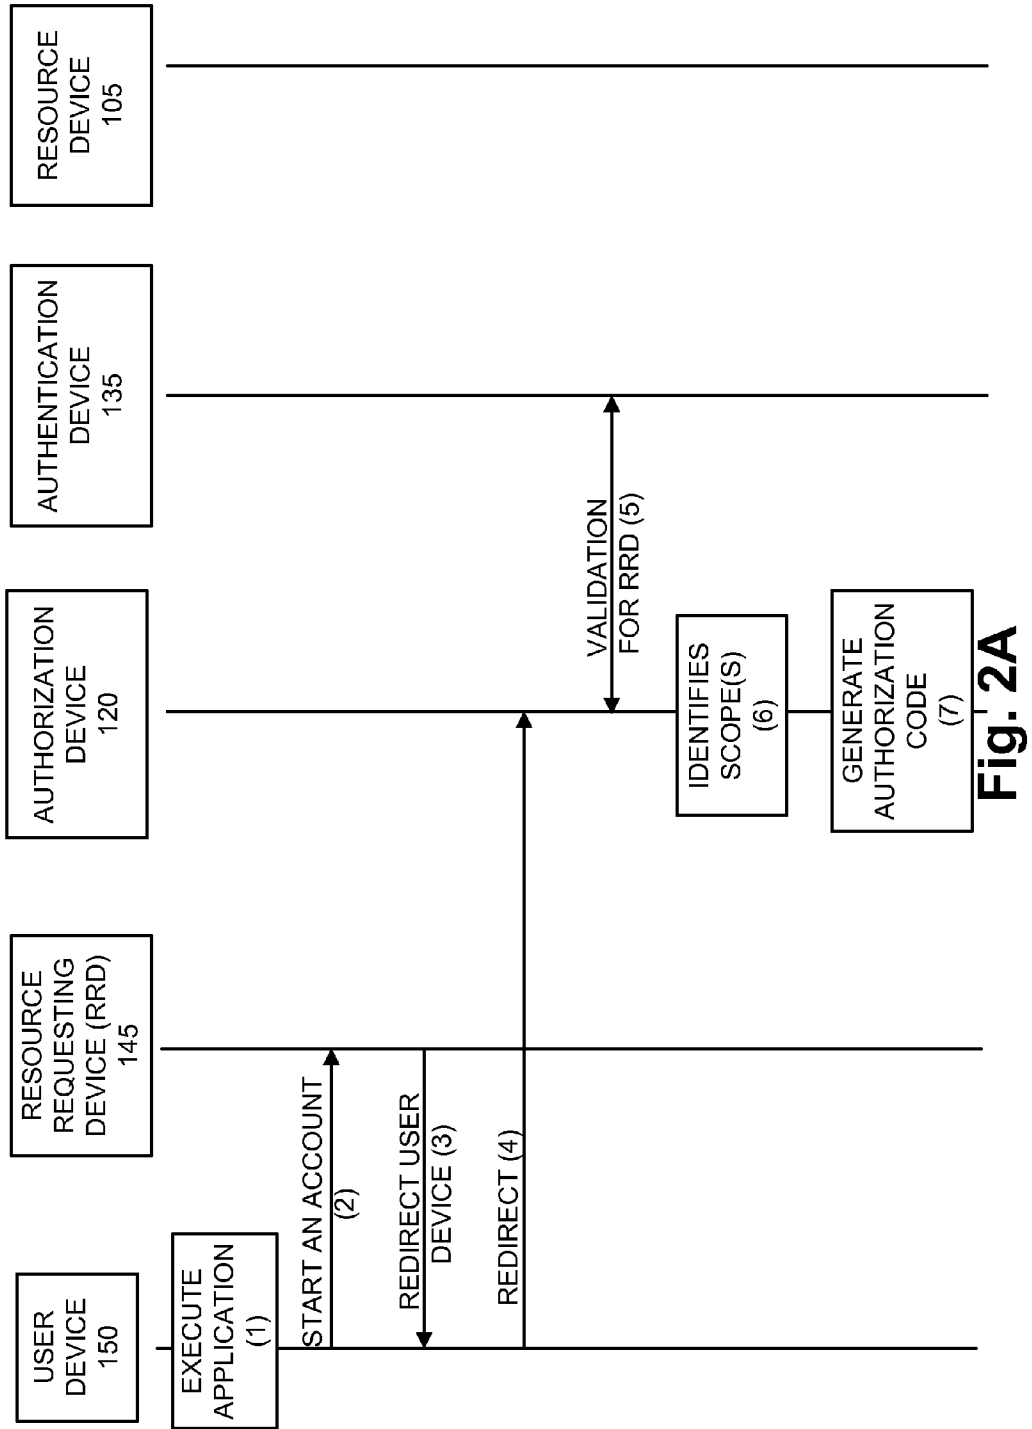 USER
DEVICE
150
RESOURCE
REQUESTING
DEVICE (RRD)
145
AUTHORIZATION
DEVICE
120
AUTHENTICATION
DEVICE
135
RESOURCE
DEVICE
105
EXECUTE
APPLICATION
(1)
START AN ACCOUNT
(2)
REDIRECT USER
DEVICE (3)
REDIRECT (4)
VALIDATION
FOR RRD (5)
IDENTIFIES
SCOPE(S)
(6)
GENERATE
AUTHORIZATION
CODE
(7)
Fig. 2A